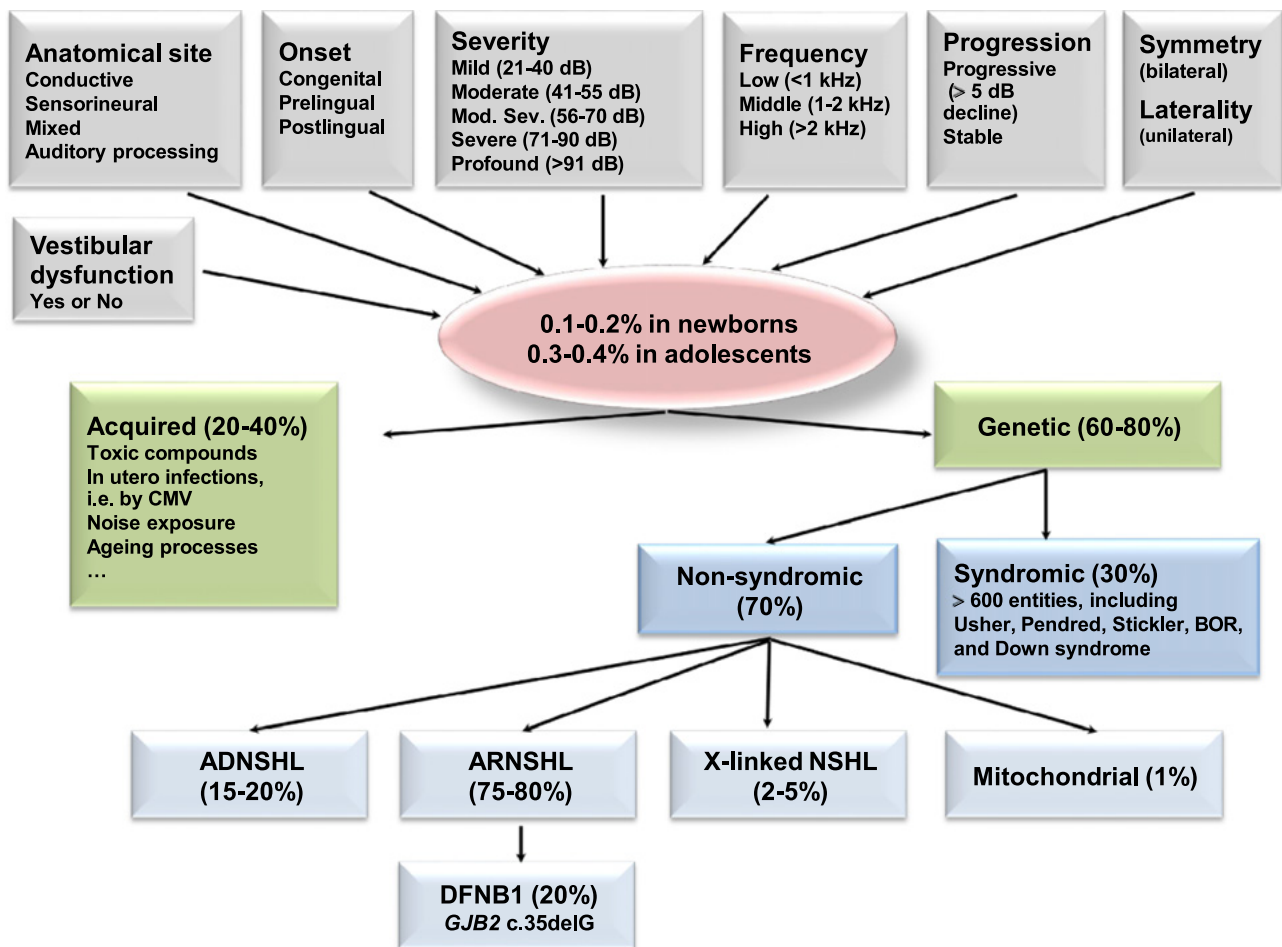 Anatomical site
Conductive
Sensorineural
Mixed
Auditory processing
Onset
Congenital
Prelingual
Postlingual
Severity
Mild (21-40 dB)
Moderate (41-55 dB)
Mod. Sev. (56-70 dB)
Severe (71-90 dB)
Profound (>91 dB)
Frequency
Low (<1 kHz)
Middle (1-2 kHz)
High (>2 kHz)
Progression
Progressive
(> 5 dB
decline)
Stable
Symmetry
(bilateral)
Laterality
(unilateral)
Vestibular
dysfunction
Yes or No
0.1-0.2% in newborns
0.3-0.4% in adolescents
Acquired (20-40%)
Toxic compounds
In utero infections,
i.e. by CMV
Noise exposure
Ageing processes
...
Genetic (60-80%)
Non-syndromic
(70%)
Syndromic (30%)
> 600 entities, including
Usher, Pendred, Stickler, BOR,
and Down syndrome
ADNSHL
(15-20%)
ARNSHL
(75-80%)
X-linked NSHL
(2-5%)
Mitochondrial (1%)
DFNB1 (20%)
GJB2 c.35delG